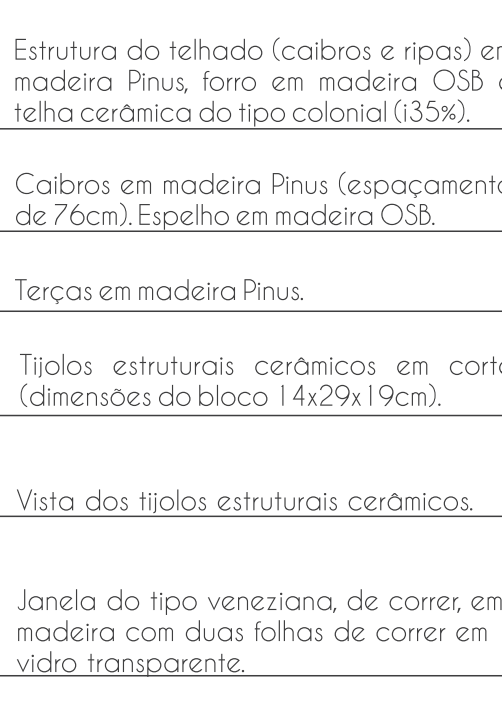 Estrutura do telhado (caibros e ripas)
madeira Pinus, forro em madeira OSB
telha cerâmica do tipo colonial (i35%).
Caibros em madeira Pinus (espaçament
de 76cm). Espelho em madeira OSB.
Terças em madeira Pinus.
Tijolos estruturais cerâmicos em cort
(dimensões do bloco 14x29x19cm).
Vista dos tijolos estruturais cerâmicos.
Janela do tipo veneziana, de correr, em
madeira com duas folhas de correr em
vidro transparente.